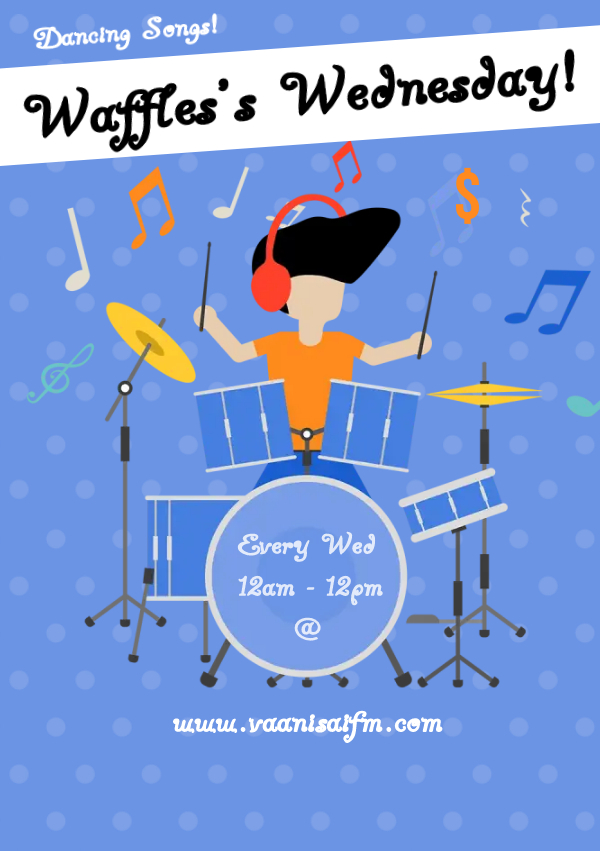 Dancing Songs!
Waffles's Wednesday!
$
Every Wed
12am - 12pm
@
www.vaanisaifm.com